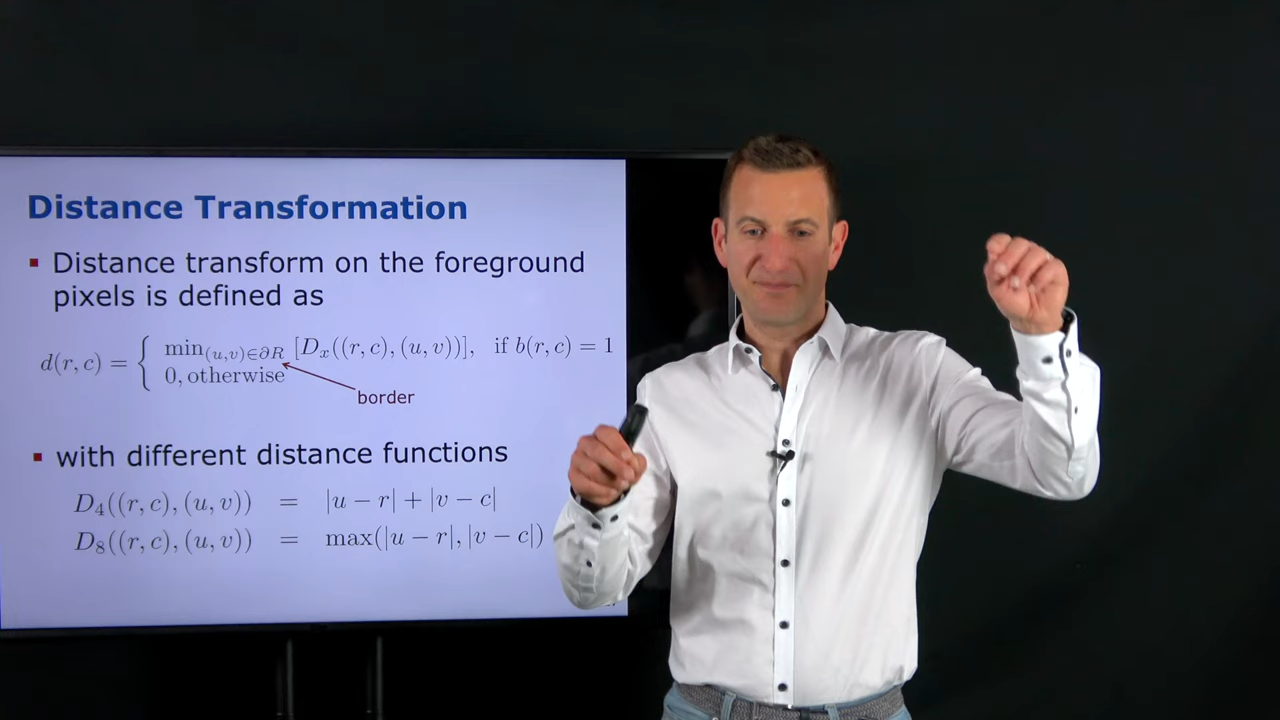 Distance Transformation
▪ Distance transform on the foreground
pixels is defined as
d(r, c) = { min_{(u,v)∈∂R} [D_x((r, c), (u, v))], if b(r, c) = 1
0, otherwise
border
▪ with different distance functions
D_4((r, c), (u, v)) = |u − r| + |v − c|
D_8((r, c), (u, v)) = max(|u − r|, |v − c|)